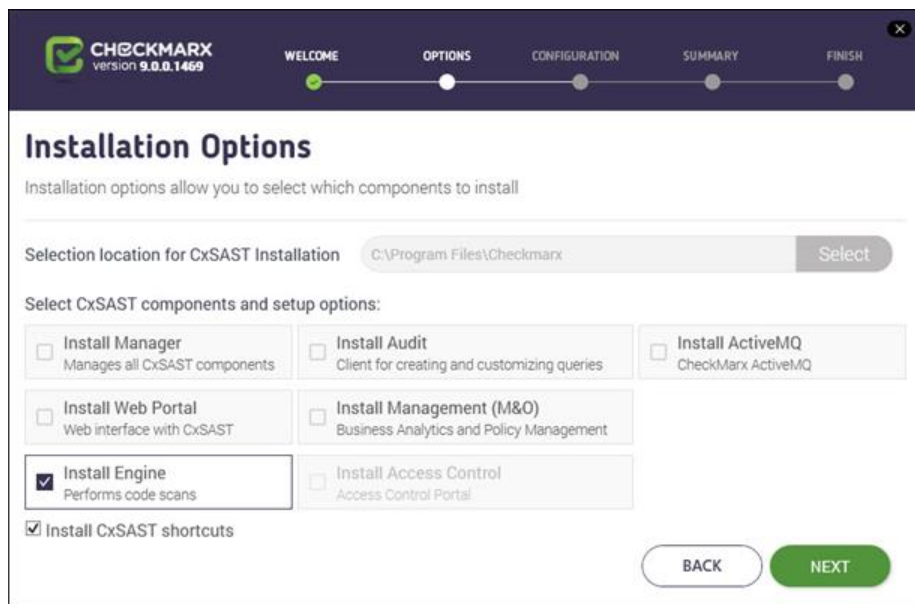 CHECKMARX
version 9.0.0.1469
WELCOME
OPTIONS
CONFIGURATION
SUMMARY
FINISH
Installation Options
Installation options allow you to select which components to install
Selection location for CxSAST Installation
C:\Program Files\Checkmarx
Select
Select CxSAST components and setup options:
Install Manager
Manages all CxSAST components
Install Audit
Client for creating and customizing queries
Install ActiveMQ
CheckMarx ActiveMQ
Install Web Portal
Web interface with CxSAST
Install Management (M&O)
Business Analytics and Policy Management
Install Engine
Performs code scans
Install Access Control
Access Control Portal
Install CxSAST shortcuts
BACK
NEXT